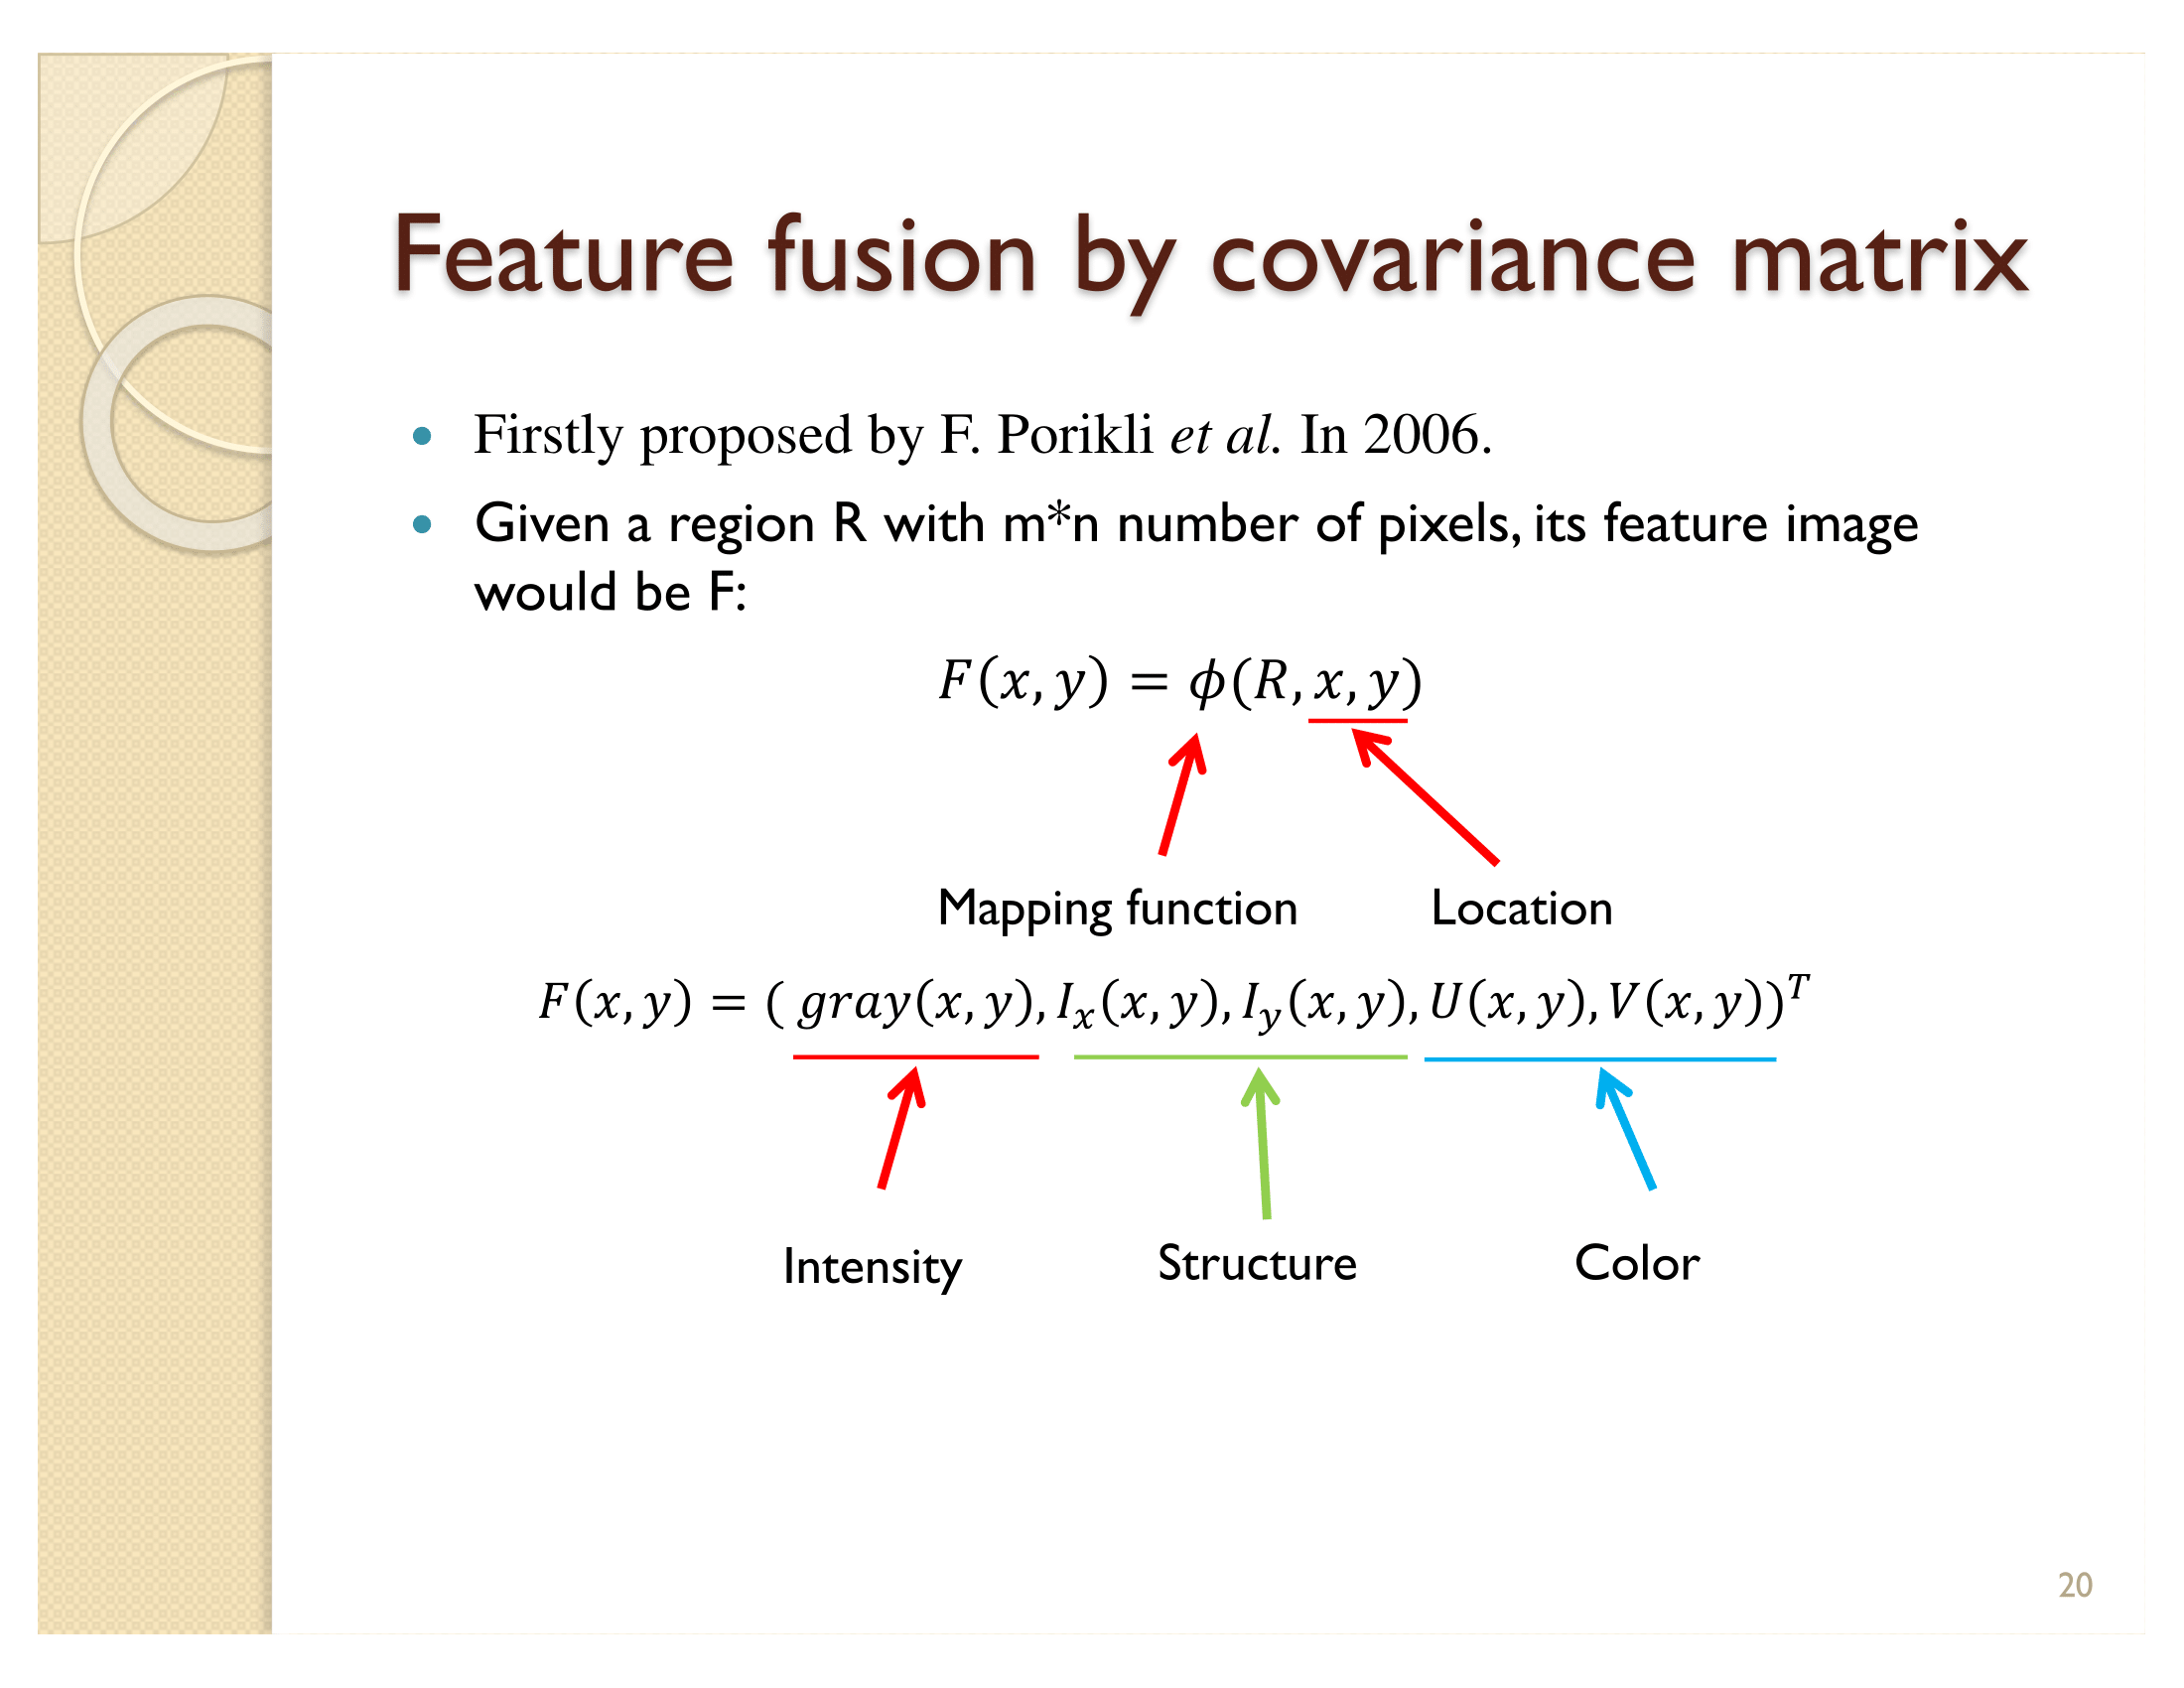 Feature fusion by covariance matrix
• Firstly proposed by F. Porikli et al. In 2006.
• Given a region R with m*n number of pixels, its feature image
would be F:
F(x, y) = ϕ(R, x, y)
Mapping function Location
F(x, y) = ( gray(x, y), I_x(x, y), I_y(x, y), U(x, y), V(x, y))^T
Intensity Structure Color
20